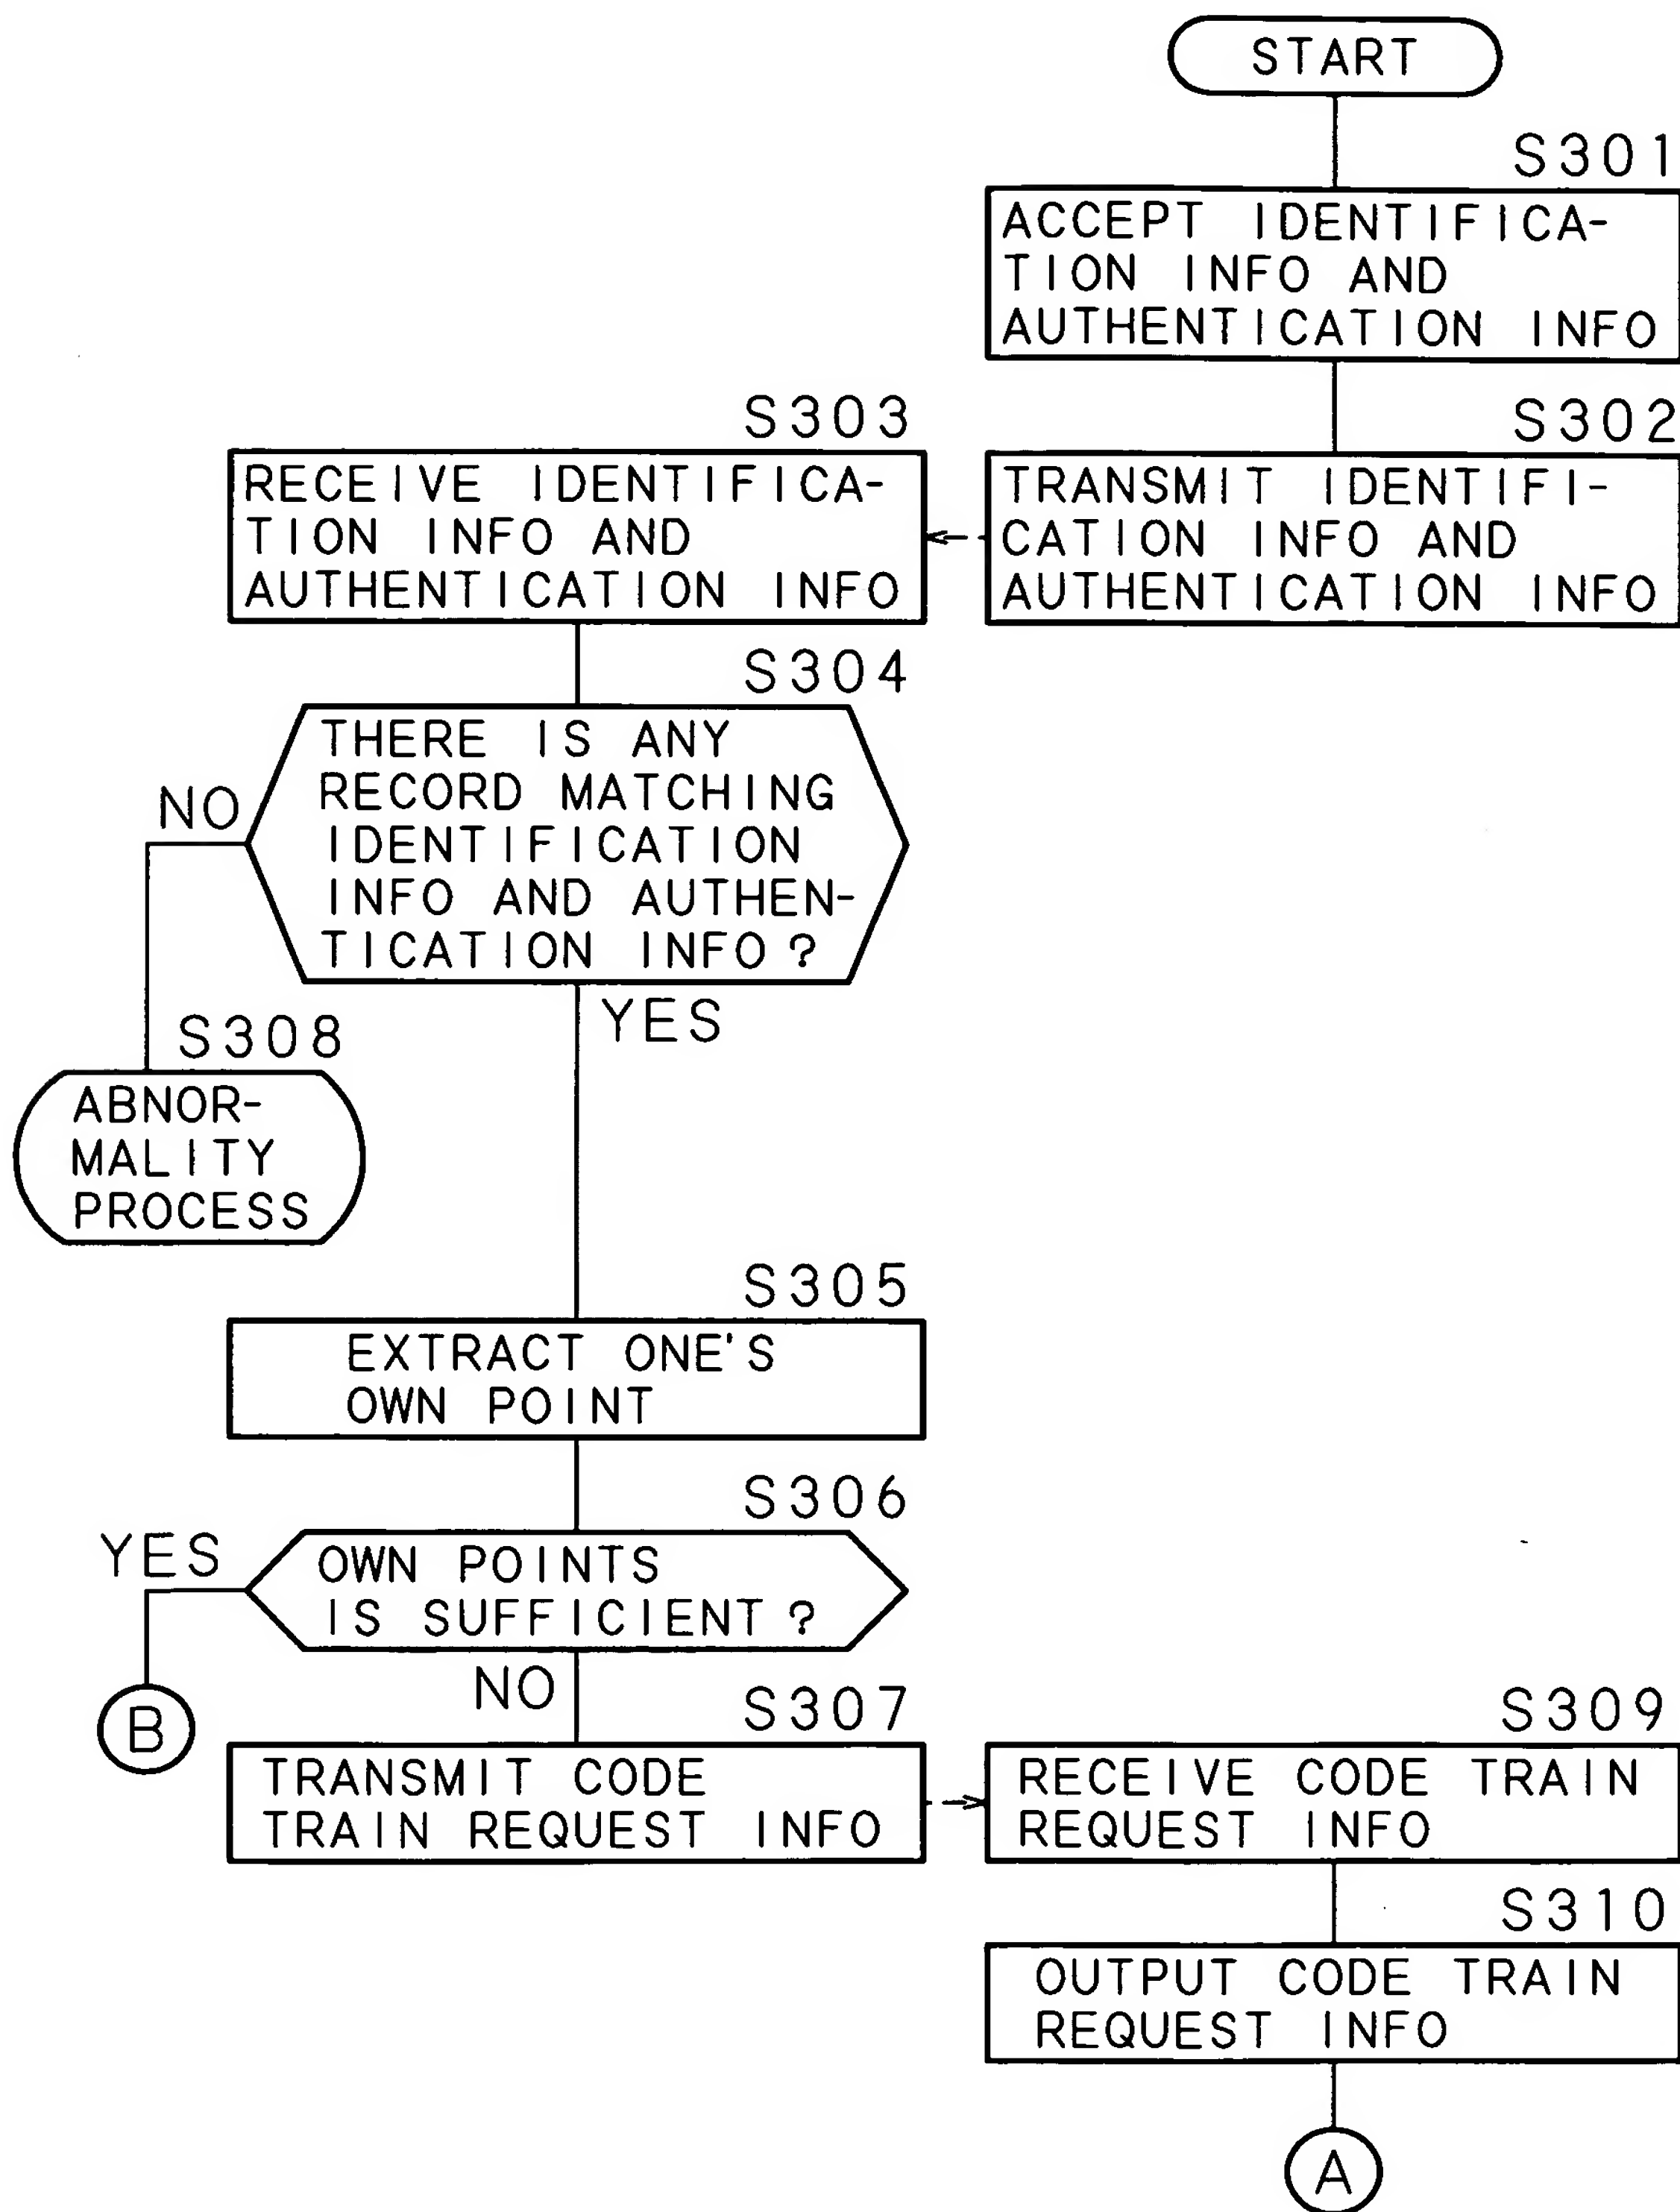 START
S301
ACCEPT IDENTIFICA-
TION INFO AND
AUTHENTICATION INFO
S302
TRANSMIT IDENTIFI-
CATION INFO AND
AUTHENTICATION INFO
S303
RECEIVE IDENTIFICA-
TION INFO AND
AUTHENTICATION INFO
S304
THERE IS ANY
RECORD MATCHING
IDENTIFICATION
INFO AND AUTHEN-
TICATION INFO?
NO
YES
S308
ABNOR-
MALITY
PROCESS
S305
EXTRACT ONE'S
OWN POINT
S306
OWN POINTS
IS SUFFICIENT?
YES
B
NO
S307
TRANSMIT CODE
TRAIN REQUEST INFO
S309
RECEIVE CODE TRAIN
REQUEST INFO
S310
OUTPUT CODE TRAIN
REQUEST INFO
A